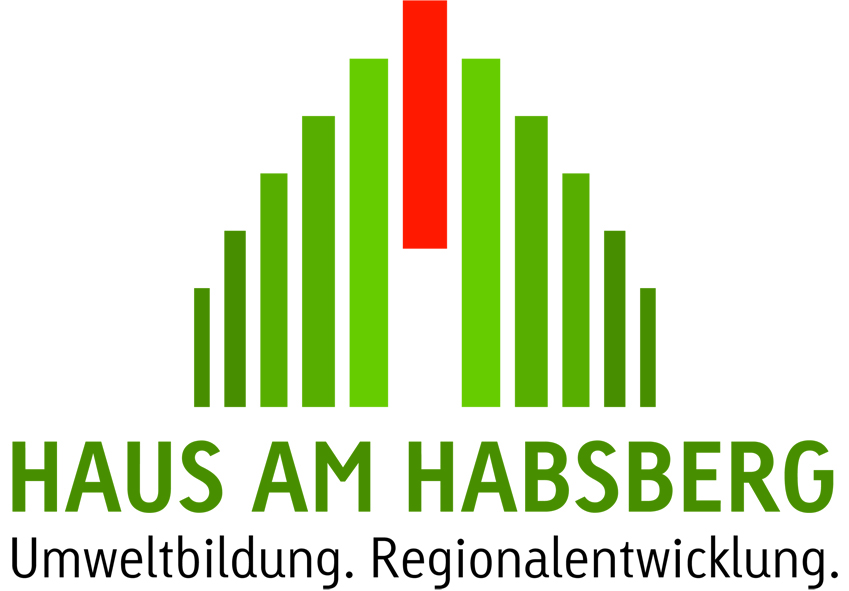 HAUS AM HABSBERG
Umweltbildung. Regionalentwicklung.